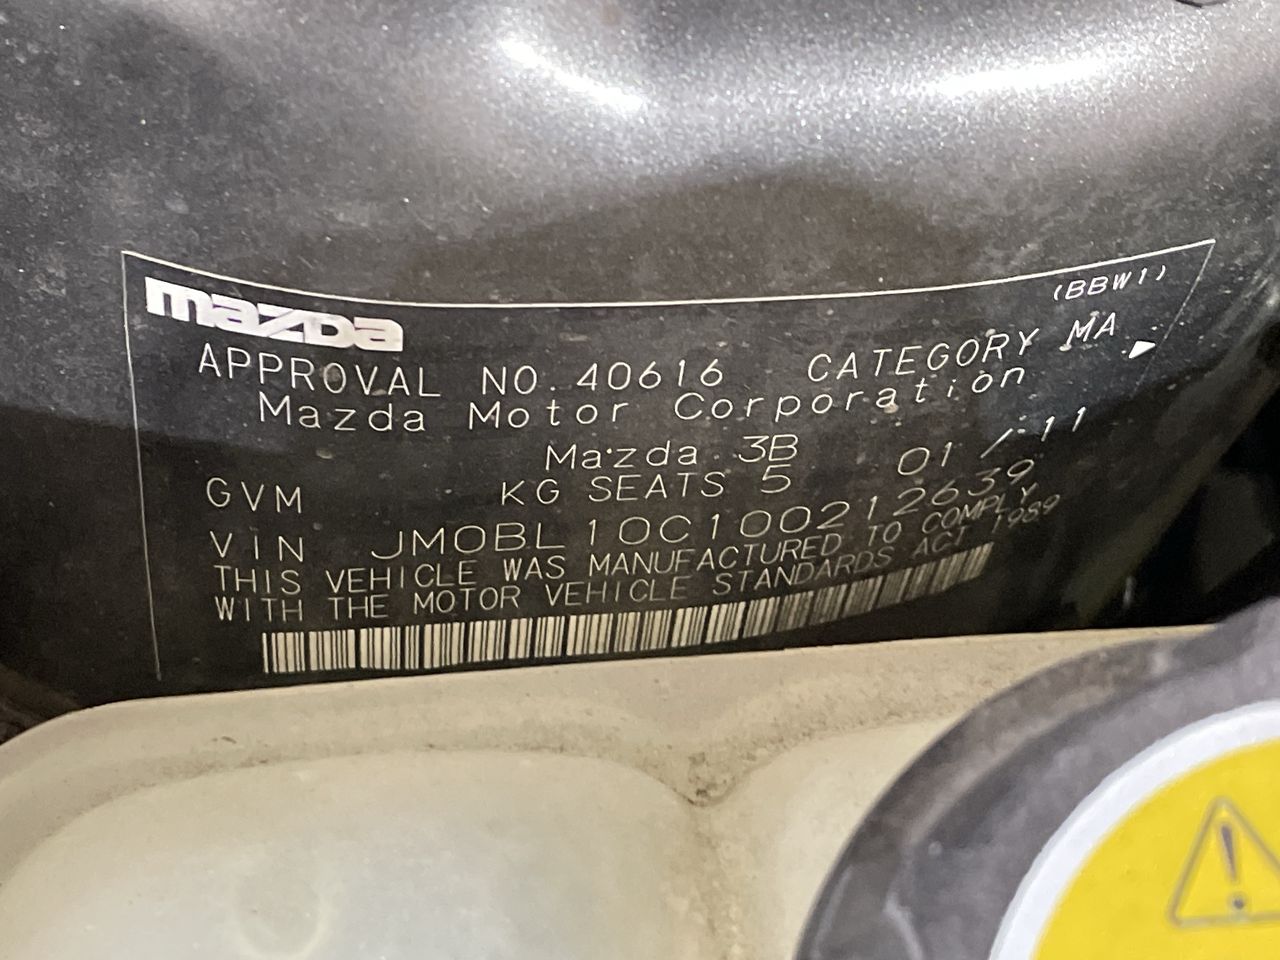 mazda
(BBW1)
APPROVAL NO. 40616 CATEGORY MA
Mazda Motor Corporation
Mazda 3B
01 / 11
GVM KG SEATS 5
VIN JM0BL10C100212639
THIS VEHICLE WAS MANUFACTURED TO COMPLY
WITH THE MOTOR VEHICLE STANDARDS ACT 1989